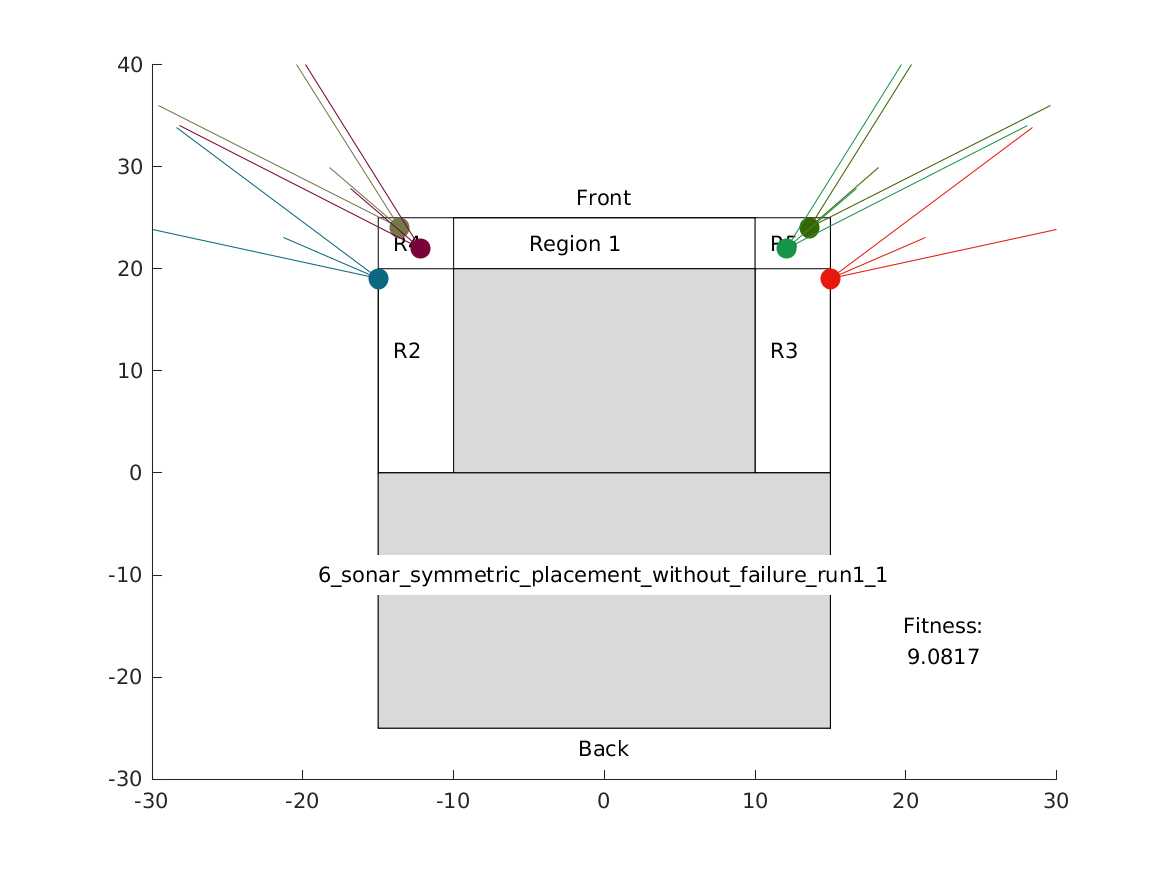 40
30
Front
R4
Region 1
R5
20
R2
R3
10
0
-10
6_sonar_symmetric_placement_without_failure_run1_1
Fitness:
9.0817
-20
Back
-30
-30 -20 -10 0 10 20 30